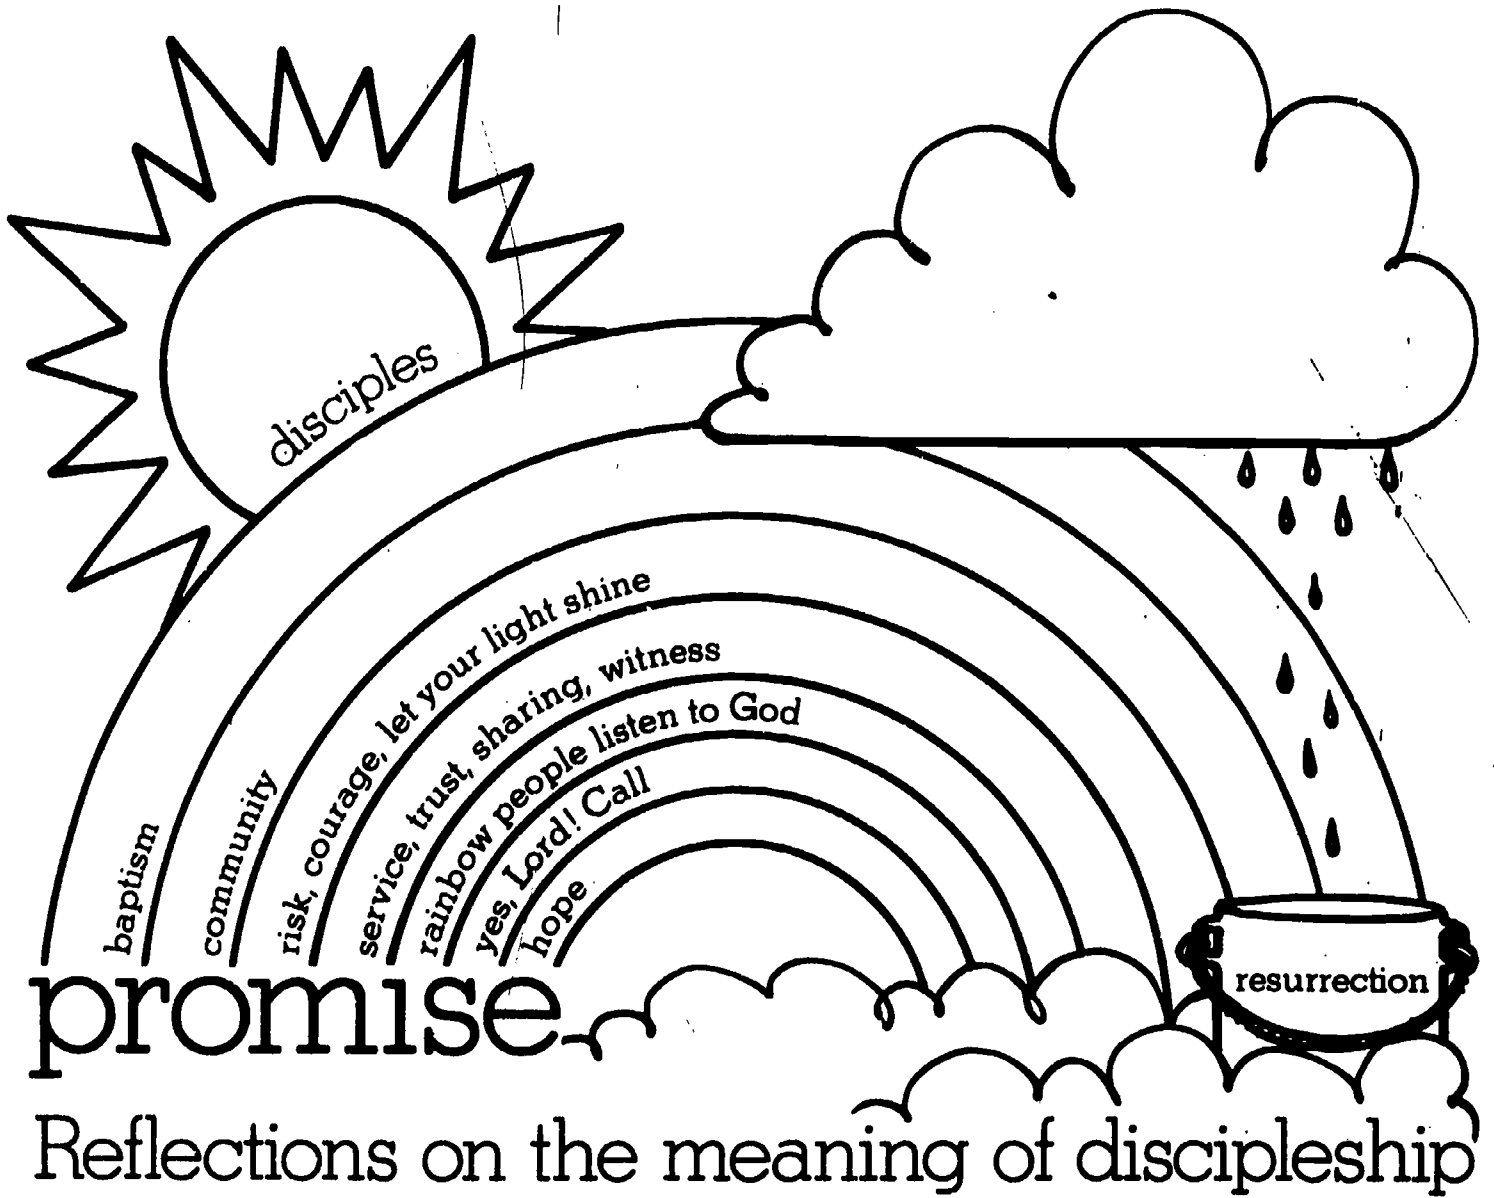 disciples
baptism
community
risk, courage, let your light shine
service, trust, sharing, witness
rainbow people listen to God
yes, Lord! Call
hope
resurrection
promise
Reflections on the meaning of discipleship